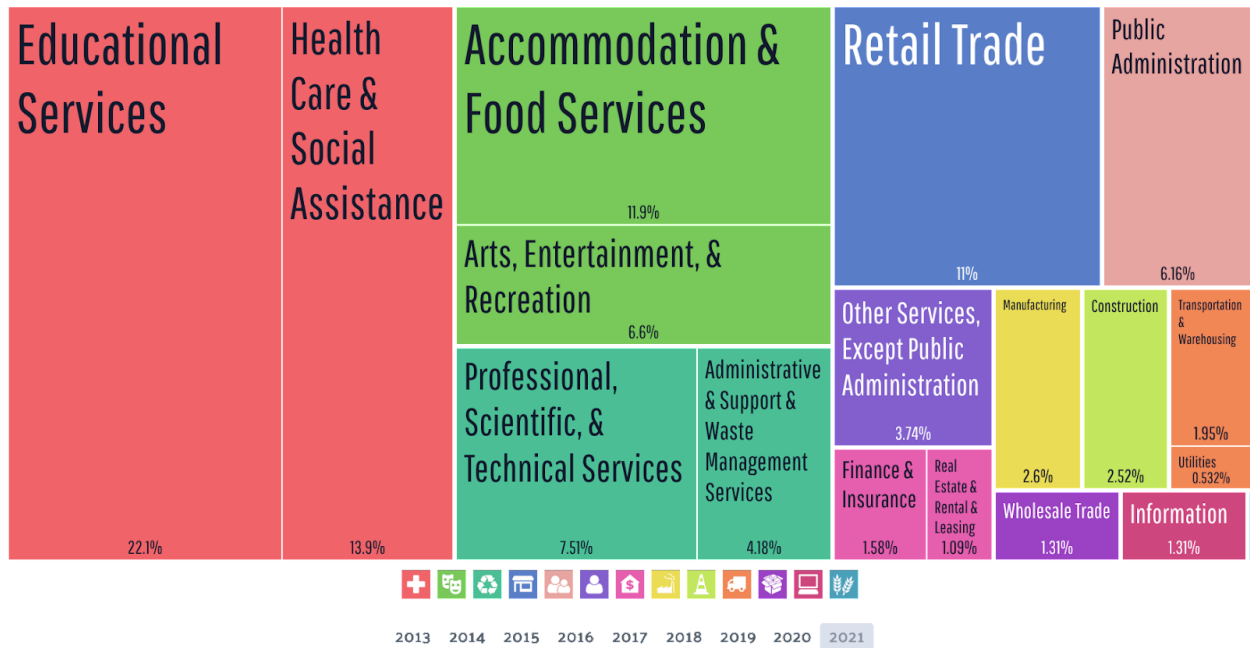 Educational
Services
22.1%
Health
Care &
Social
Assistance
13.9%
Accommodation &
Food Services
11.9%
Arts, Entertainment, &
Recreation
6.6%
Professional,
Scientific, &
Technical Services
7.51%
Administrative
& Support &
Waste
Management
Services
4.18%
Retail Trade
11%
Public
Administration
6.16%
Other Services,
Except Public
Administration
3.74%
Manufacturing
2.6%
Construction
2.52%
Transportation
&
Warehousing
1.95%
Utilities
0.532%
Finance &
Insurance
1.58%
Real
Estate &
Rental &
Leasing
1.09%
Wholesale Trade
1.31%
Information
1.31%
$
2013 2014 2015 2016 2017 2018 2019 2020 2021